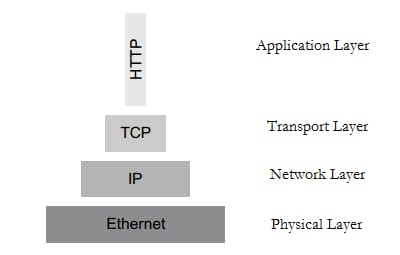 HTTP
Application Layer
TCP
Transport Layer
IP
Network Layer
Ethernet
Physical Layer